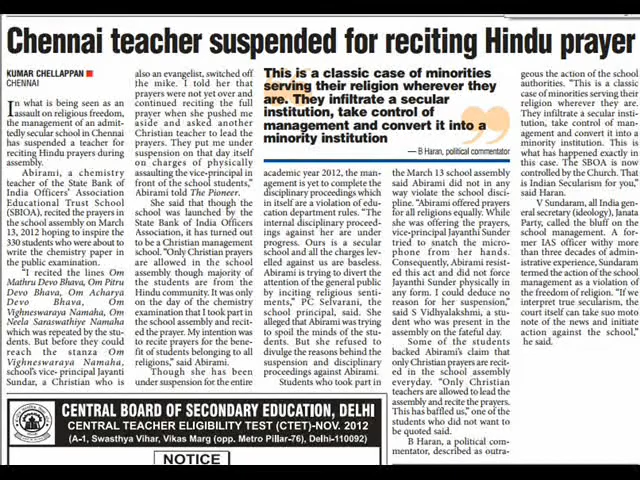 Chennai teacher suspended for reciting Hindu prayer
KUMAR CHELLAPPAN
CHENNAI
In what is being seen as an
assault on religious freedom,
the management of an admit-
tedly secular school in Chennai
has suspended a teacher for
reciting Hindu prayers during
assembly.
Abirami, a chemistry
teacher of the State Bank of
India Officers' Association
Educational Trust School
(SBIOA), recited the prayers in
the school assembly on March
13, 2012 hoping to inspire the
330 students who were about to
write the chemistry paper in
the public examination.
"I recited the lines Om
Mathru Devo Bhava, Om Pitru
Devo Bhava, Om Acharya
Devo Bhava, Om
Vighneswaraya Namaha, Om
Neela Saraswathiye Namaha
which was repeated by the stu-
dents. But before they could
reach the stanza Om
Vighneswaraya Namaha,
school's vice-principal Jayanti
Sundar, a Christian who is
also an evangelist, switched off
the mike. I told her that
prayers were not yet over and
continued reciting the full
prayer when she pushed me
aside and asked another
Christian teacher to lead the
prayers. They put me under
suspension on that day itself
on charges of physically
assaulting the vice-principal in
front of the school students,"
Abirami told The Pioneer.
She said that though the
school was launched by the
State Bank of India Officers
Association, it has turned out
to be a Christian management
school. "Only Christian prayers
are allowed in the school
assembly though majority of
the students are from the
Hindu community. It was only
on the day of the chemistry
examination that I took part in
the school assembly and recit-
ed the prayer. My intention was
to recite prayers for the bene-
fit of students belonging to all
religions," said Abirami.
Though she has been
under suspension for the entire
This is a classic case of minorities
serving their religion wherever they
are. They infiltrate a secular
institution, take control of
management and convert it into a
minority institution
— B Haran, political commentator
academic year 2012, the man-
agement is yet to complete the
disciplinary proceedings which
in itself are a violation of edu-
cation department rules. "The
internal disciplinary proceed-
ings against her are under
progress. Ours is a secular
school and all the charges lev-
elled against us are baseless.
Abirami is trying to divert the
attention of the general public
by inciting religious senti-
ments," PC Selvarani, the
school principal, said. She
alleged that Abirami was trying
to spoil the minds of the stu-
dents. But she refused to
divulge the reasons behind the
suspension and disciplinary
proceedings against Abirami.
Students who took part in
the March 13 school assembly
said Abirami did not in any
way violate the school disci-
pline. "Abirami offered prayers
for all religions equally. While
she was offering the prayers,
vice-principal Jayanthi Sunder
tried to snatch the micro-
phone from her hands.
Consequently, Abirami resist-
ed this act and did not force
Jayanthi Sunder physically in
any form. I could deduce no
reason for her suspension,"
said S Vidhyalakshmi, a stu-
dent who was present in the
assembly on the fateful day.
Some of the students
backed Abirami's claim that
only Christian prayers are recit-
ed in the school assembly
everyday. "Only Christian
teachers are allowed to lead the
assembly and recite the prayers.
This has baffled us," one of the
students who did not want to
be quoted said.
B Haran, a political com-
mentator, described as outra-
geous the action of the school
authorities. "This is a classic
case of minorities serving their
religion wherever they are.
They infiltrate a secular insti-
tution, take control of man-
agement and convert it into a
minority institution. This is
what has happened exactly in
this case. The SBOA is now
controlled by the Church. That
is Indian Secularism for you,"
said Haran.
V Sundaram, all India gen-
eral secretary (ideology), Janata
Party, called the bluff on the
school management. A for-
mer IAS officer withy more
than three decades of admin-
istrative experience, Sundaram
termed the action of the school
management as a violation of
the freedom of religion. "If we
interpret true secularism, the
court itself can take suo moto
note of the news and initiate
action against the school,"
he said.
CENTRAL BOARD OF SECONDARY EDUCATION, DELHI
CENTRAL TEACHER ELIGIBILITY TEST (CTET)-NOV. 2012
(A-1, Swasthya Vihar, Vikas Marg (opp. Metro Pillar-76), Delhi-110092)
NOTICE